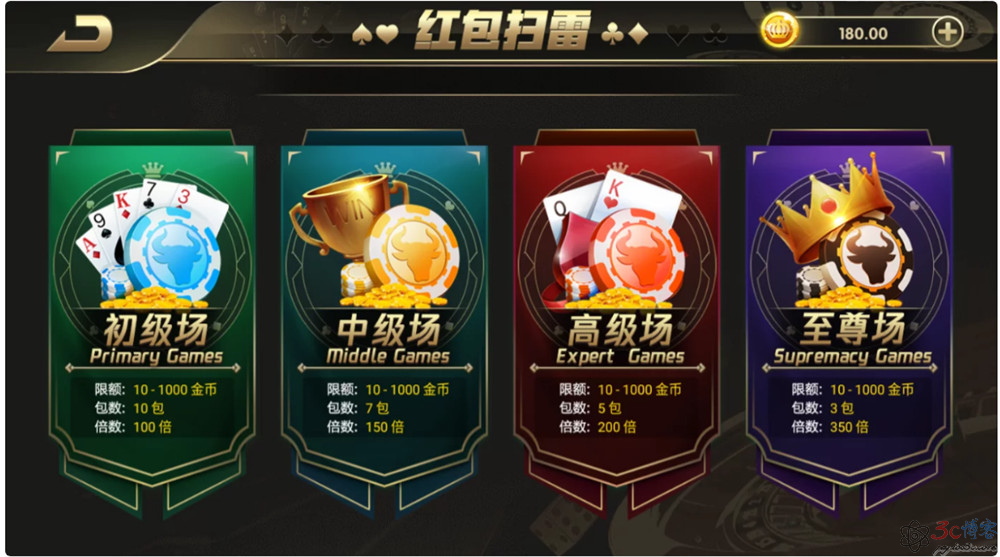 红包扫雷
180.00
A
9
K
7
3
初级场
Primary Games
限额: 10 - 1000 金币
包数: 10 包
倍数: 100 倍
WIN
中级场
Middle Games
限额: 10 - 1000 金币
包数: 7 包
倍数: 150 倍
Q
K
高级场
Expert Games
限额: 10 - 1000 金币
包数: 5 包
倍数: 200 倍
至尊场
Supremacy Games
限额: 10 - 1000 金币
包数: 3 包
倍数: 350 倍
3c博客